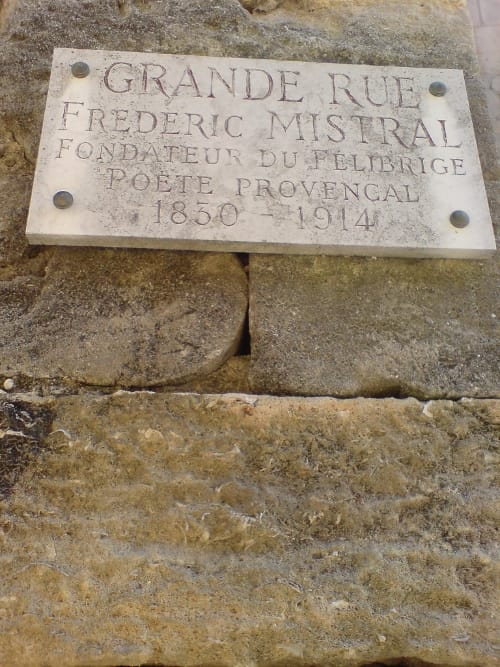 GRANDE RUE
FREDERIC MISTRAL
FONDATEUR DU FELIBRIGE
POETE PROVENCAL
1830 - 1914